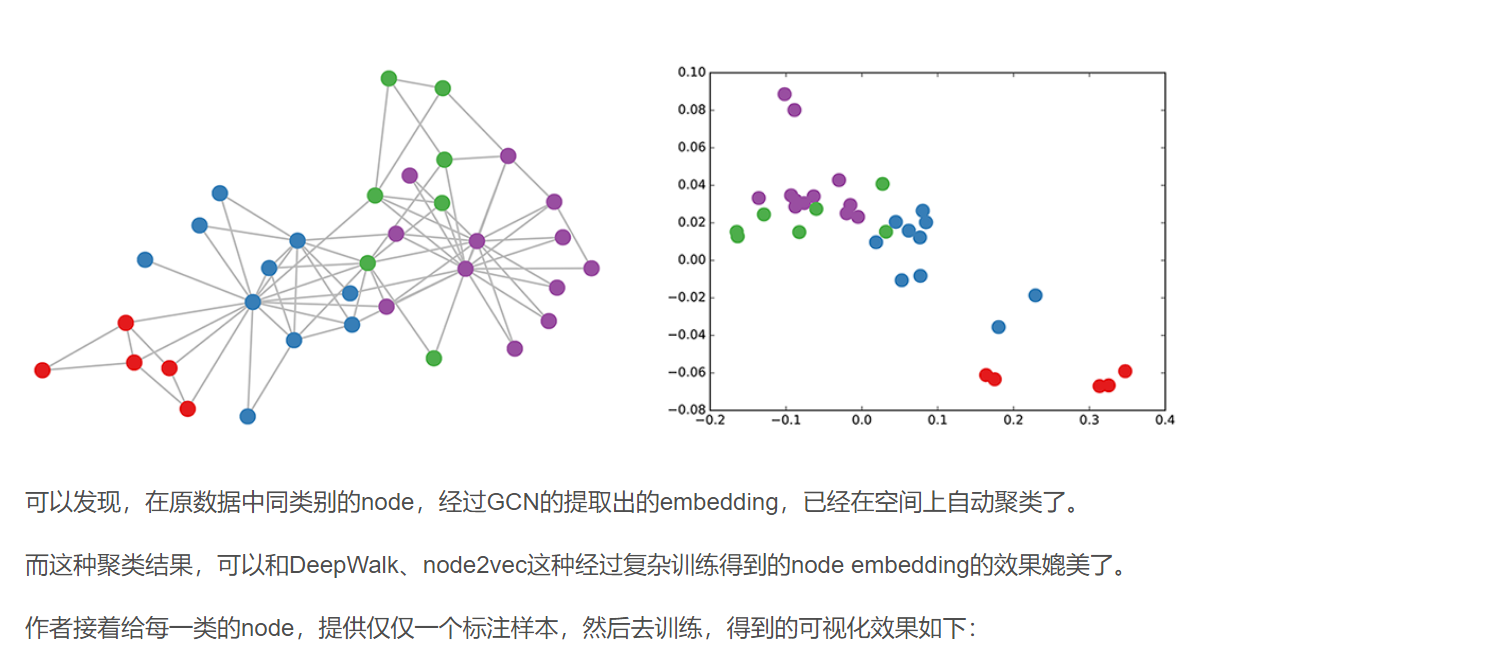 0.10
0.08
0.06
0.04
0.02
0.00
−0.02
−0.04
−0.06
−0.08
−0.2 −0.1 0.0 0.1 0.2 0.3 0.4
可以发现，在原数据中同类别的node，经过GCN的提取出的embedding，已经在空间上自动聚类了。
而这种聚类结果，可以和DeepWalk、node2vec这种经过复杂训练得到的node embedding的效果媲美了。
作者接着给每一类的node，提供仅仅一个标注样本，然后去训练，得到的可视化效果如下：